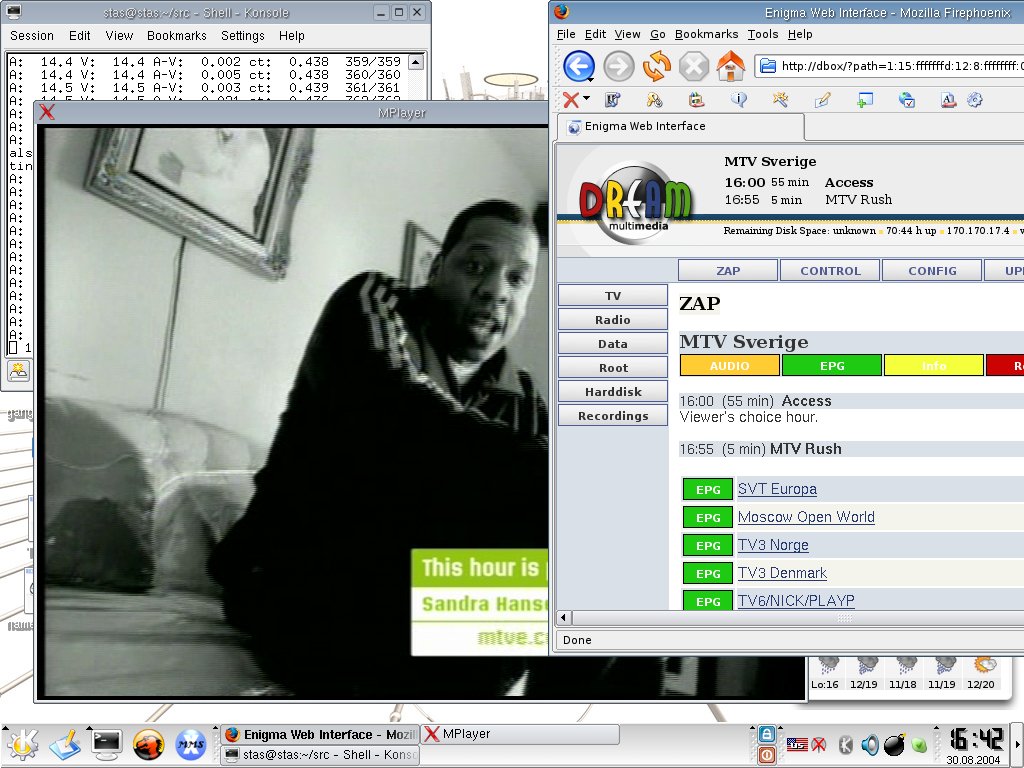 stas@stas:~/src - Shell - Konsole
Session Edit View Bookmarks Settings Help
A: 14.4 V: 14.4 A-V: 0.002 ct: 0.438 359/359
A: 14.4 V: 14.4 A-V: 0.005 ct: 0.438 360/360
A: 14.5 V: 14.5 A-V: 0.003 ct: 0.439 361/361
A:
A:
A:
A:
als
tin
A:
A:
A:
A:
A:
A:
A:
A:
A:
A:
A:
A:
A:
1
MPlayer
This hour is
Sandra Hans
mtve.c
Enigma Web Interface - Mozilla Firephoenix
File Edit View Go Bookmarks Tools Help
http://dbox/?path=1:15:fffffffd:12:8:ffffffff:
Enigma Web Interface
DREAM
multimedia
MTV Sverige
16:00 55 min Access
16:55 5 min MTV Rush
Remaining Disk Space: unknown 70:44 h up 170.170.17.4
ZAP CONTROL CONFIG UP
TV
Radio
Data
Root
Harddisk
Recordings
ZAP
MTV Sverige
AUDIO EPG Info R
16:00 (55 min) Access
Viewer's choice hour.
16:55 (5 min) MTV Rush
EPG SVT Europa
EPG Moscow Open World
EPG TV3 Norge
EPG TV3 Denmark
EPG TV6/NICK/PLAYP
Done
Lo:16 12/19 11/18 11/19 12/20
MMS
Enigma Web Interface - Mozil
stas@stas:~/src - Shell - Konso
MPlayer
16:42
30.08.2004